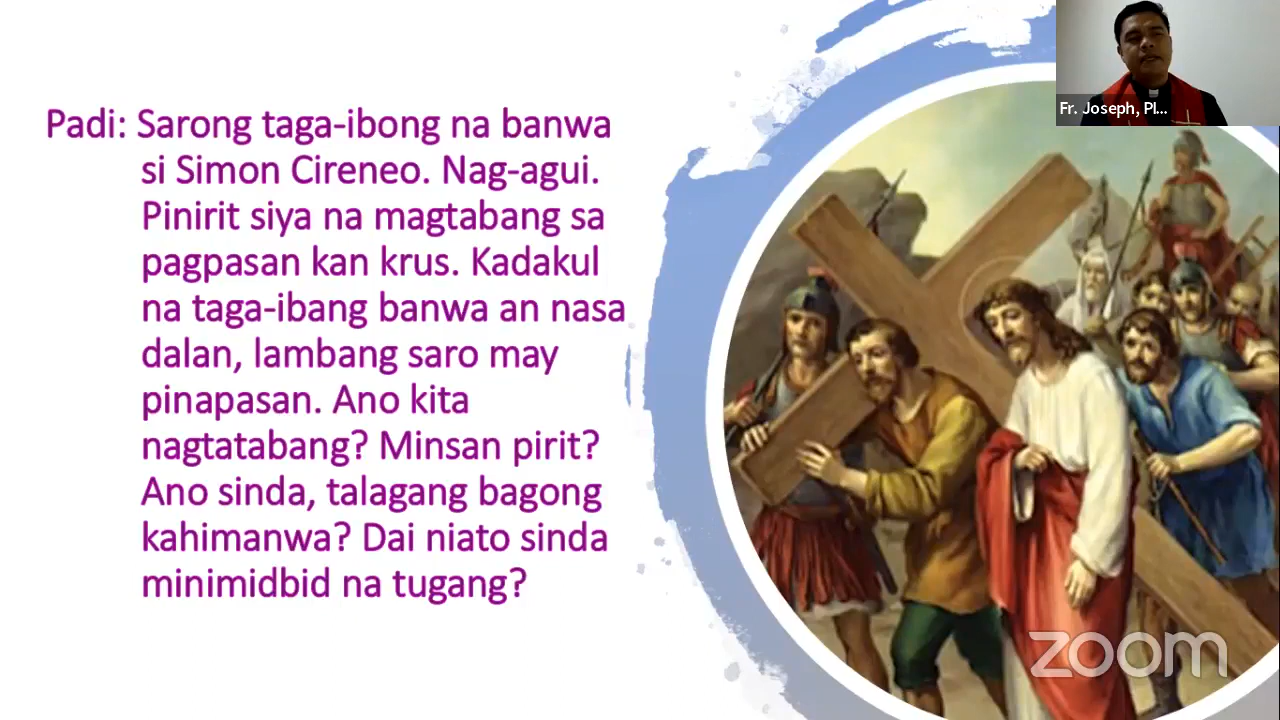 Padi: Sarong taga-ibong na banwa
si Simon Cireneo. Nag-agui.
Pinirit siya na magtabang sa
pagpasan kan krus. Kadakul
na taga-ibang banwa an nasa
dalan, lambang saro may
pinapasan. Ano kita
nagtatabang? Minsan pirit?
Ano sinda, talagang bagong
kahimanwa? Dai niato sinda
minimidbid na tugang?
Fr. Joseph, Pl...
zoom